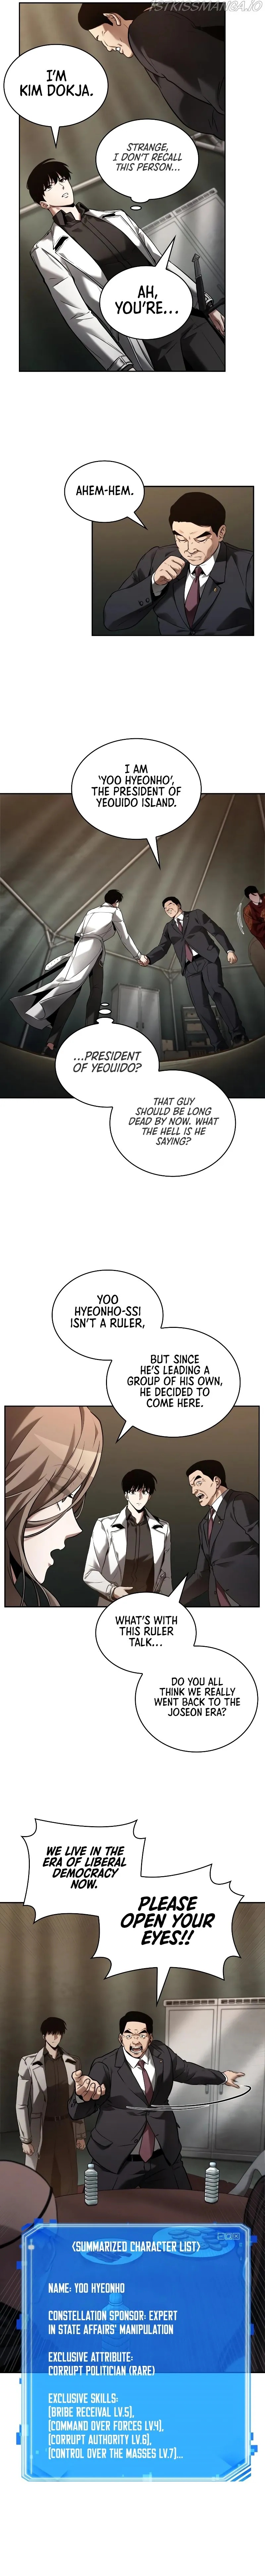 1STKISSMANGA.IO
I'M
KIM DOKJA.
STRANGE,
I DON'T RECALL
THIS PERSON...
AH,
YOU'RE...
AHEM-HEM.
I AM
'YOO HYEONHO',
THE PRESIDENT OF
YEOUIDO ISLAND.
...PRESIDENT
OF YEOUIDO?
THAT GUY
SHOULD BE LONG
DEAD BY NOW. WHAT
THE HELL IS HE
SAYING?
YOO
HYEONHO-SSI
ISN'T A RULER,
BUT SINCE
HE'S LEADING A
GROUP OF HIS OWN,
HE DECIDED TO
COME HERE.
WHAT'S WITH
THIS RULER
TALK...
DO YOU ALL
THINK WE REALLY
WENT BACK TO THE
JOSEON ERA?
WE LIVE IN THE
ERA OF LIBERAL
DEMOCRACY
NOW.
PLEASE
OPEN YOUR
EYES!!
<SUMMARIZED CHARACTER LIST>
NAME: YOO HYEONHO
CONSTELLATION SPONSOR: EXPERT
IN STATE AFFAIRS' MANIPULATION
EXCLUSIVE ATTRIBUTE:
CORRUPT POLITICIAN (RARE)
EXCLUSIVE SKILLS:
[BRIBE RECEIVAL LV.5],
[COMMAND OVER FORCES LV4],
[CORRUPT AUTHORITY LV.6],
[CONTROL OVER THE MASSES LV.7]...